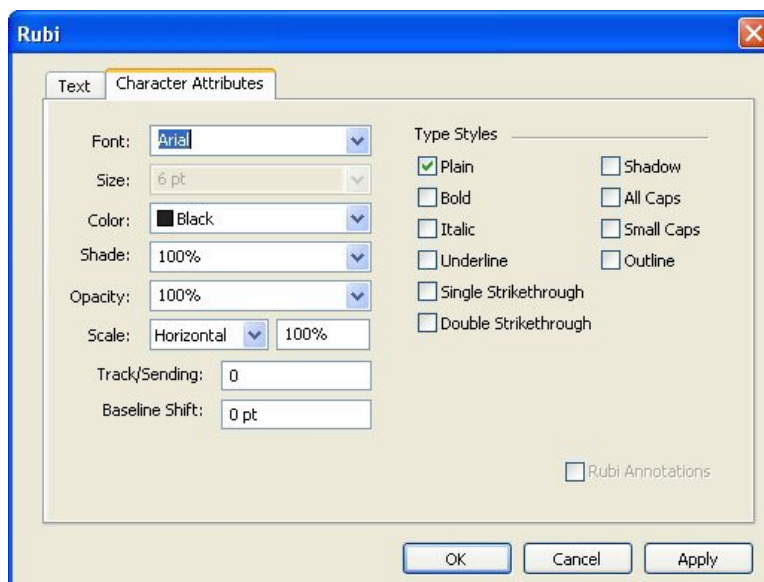 Rubi
Text Character Attributes
Font: Arial
Size: 6 pt
Color: Black
Shade: 100%
Opacity: 100%
Scale: Horizontal 100%
Track/Sending: 0
Baseline Shift: 0 pt
Type Styles
Plain Shadow
Bold All Caps
Italic Small Caps
Underline Outline
Single Strikethrough
Double Strikethrough
Rubi Annotations
OK Cancel Apply